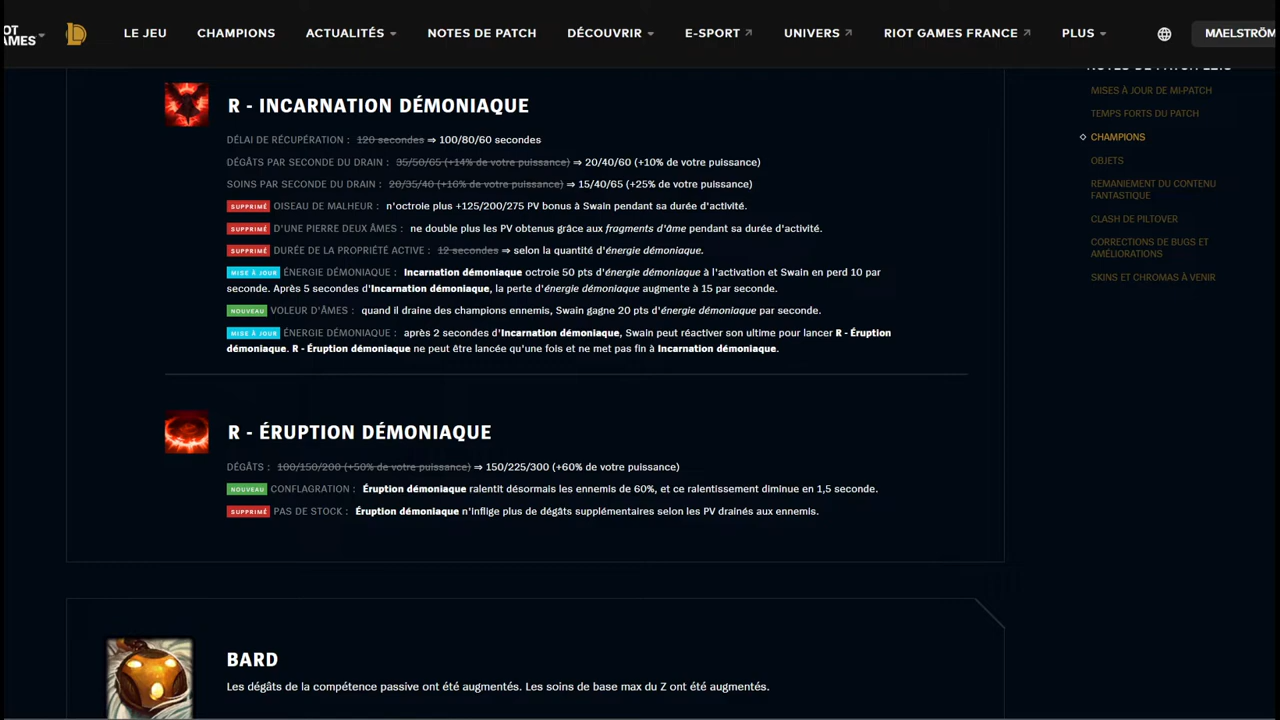 OT
AMES
LE JEU
CHAMPIONS
ACTUALITÉS
NOTES DE PATCH
DÉCOUVRIR
E-SPORT
UNIVERS
RIOT GAMES FRANCE
PLUS
MΛELSTRÖM
R - INCARNATION DÉMONIAQUE
DÉLAI DE RÉCUPÉRATION : 120 secondes ⇒ 100/80/60 secondes
DÉGÂTS PAR SECONDE DU DRAIN : 35/50/65 (+14% de votre puissance) ⇒ 20/40/60 (+10% de votre puissance)
SOINS PAR SECONDE DU DRAIN : 20/35/40 (+16% de votre puissance) ⇒ 15/40/65 (+25% de votre puissance)
SUPPRIMÉ OISEAU DE MALHEUR : n'octroie plus +125/200/275 PV bonus à Swain pendant sa durée d'activité.
SUPPRIMÉ D'UNE PIERRE DEUX ÂMES : ne double plus les PV obtenus grâce aux fragments d'âme pendant sa durée d'activité.
SUPPRIMÉ DURÉE DE LA PROPRIÉTÉ ACTIVE : 12 secondes ⇒ selon la quantité d'énergie démoniaque.
MISE À JOUR ÉNERGIE DÉMONIAQUE : Incarnation démoniaque octroie 50 pts d'énergie démoniaque à l'activation et Swain en perd 10 par
seconde. Après 5 secondes d'Incarnation démoniaque, la perte d'énergie démoniaque augmente à 15 par seconde.
NOUVEAU VOLEUR D'ÂMES : quand il draine des champions ennemis, Swain gagne 20 pts d'énergie démoniaque par seconde.
MISE À JOUR ÉNERGIE DÉMONIAQUE : après 2 secondes d'Incarnation démoniaque, Swain peut réactiver son ultime pour lancer R - Éruption
démoniaque. R - Éruption démoniaque ne peut être lancée qu'une fois et ne met pas fin à Incarnation démoniaque.
R - ÉRUPTION DÉMONIAQUE
DÉGÂTS : 100/150/200 (+50% de votre puissance) ⇒ 150/225/300 (+60% de votre puissance)
NOUVEAU CONFLAGRATION : Éruption démoniaque ralentit désormais les ennemis de 60%, et ce ralentissement diminue en 1,5 seconde.
SUPPRIMÉ PAS DE STOCK : Éruption démoniaque n'inflige plus de dégâts supplémentaires selon les PV drainés aux ennemis.
BARD
Les dégâts de la compétence passive ont été augmentés. Les soins de base max du Z ont été augmentés.
NOTES DE PATCH
MISES À JOUR DE MI-PATCH
TEMPS FORTS DU PATCH
CHAMPIONS
OBJETS
REMANIEMENT DU CONTENU
FANTASTIQUE
CLASH DE PILTOVER
CORRECTIONS DE BUGS ET
AMÉLIORATIONS
SKINS ET CHROMAS À VENIR